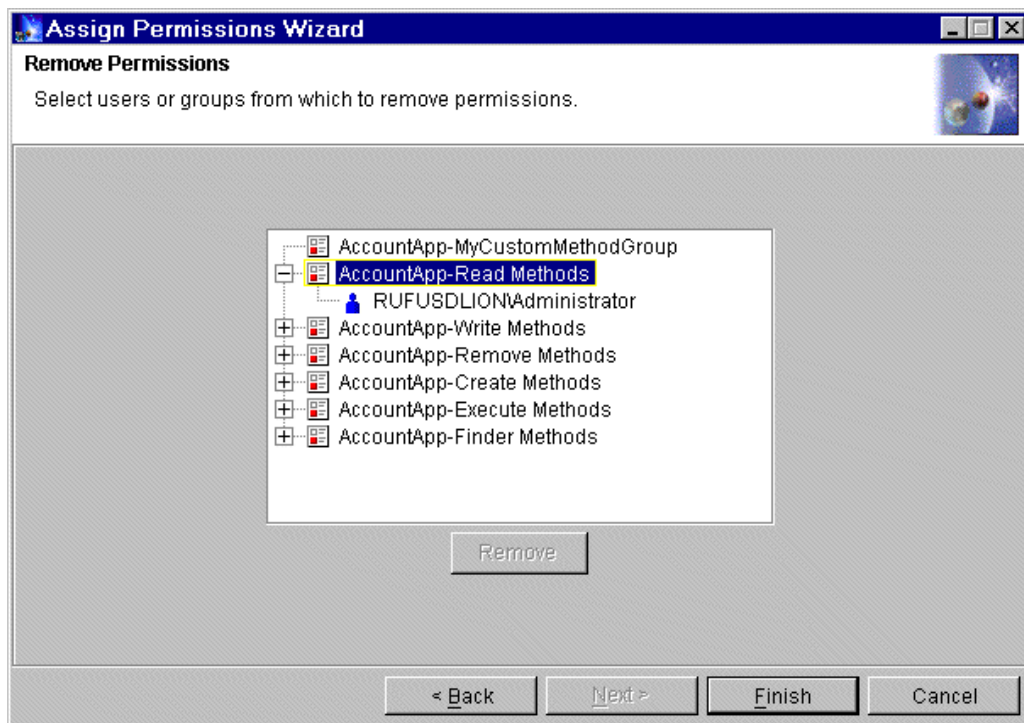 Assign Permissions Wizard
Remove Permissions
Select users or groups from which to remove permissions.
AccountApp-MyCustomMethodGroup
AccountApp-Read Methods
RUFUSDLION\Administrator
AccountApp-Write Methods
AccountApp-Remove Methods
AccountApp-Create Methods
AccountApp-Execute Methods
AccountApp-Finder Methods
Remove
< Back Next > Finish Cancel